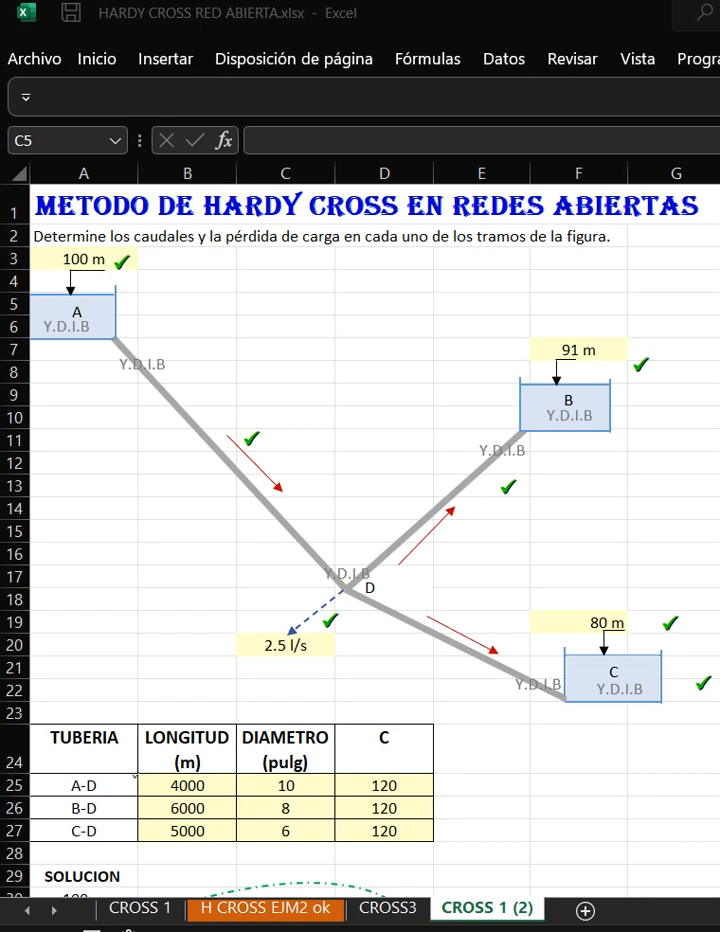 HARDY CROSS RED ABIERTA.xlsx - Excel
Archivo Inicio Insertar Disposición de página Fórmulas Datos Revisar Vista Progra
C5 fx
A B C D E F G
1 METODO DE HARDY CROSS EN REDES ABIERTAS
2 Determine los caudales y la pérdida de carga en cada uno de los tramos de la figura.
3 100 m
4
5 A
6 Y.D.I.B
7 91 m
8 Y.D.I.B
9 B
10 Y.D.I.B
11
12 Y.D.I.B
13
14
15
16
17 Y.D.I.B
18 D
19 80 m
20 2.5 l/s
21 C
22 Y.D.I.B Y.D.I.B
23
TUBERIA LONGITUD DIAMETRO C
24 (m) (pulg)
25 A-D 4000 10 120
26 B-D 6000 8 120
27 C-D 5000 6 120
28
29 SOLUCION
30 100
CROSS 1 H CROSS EJM2 ok CROSS3 CROSS 1 (2)